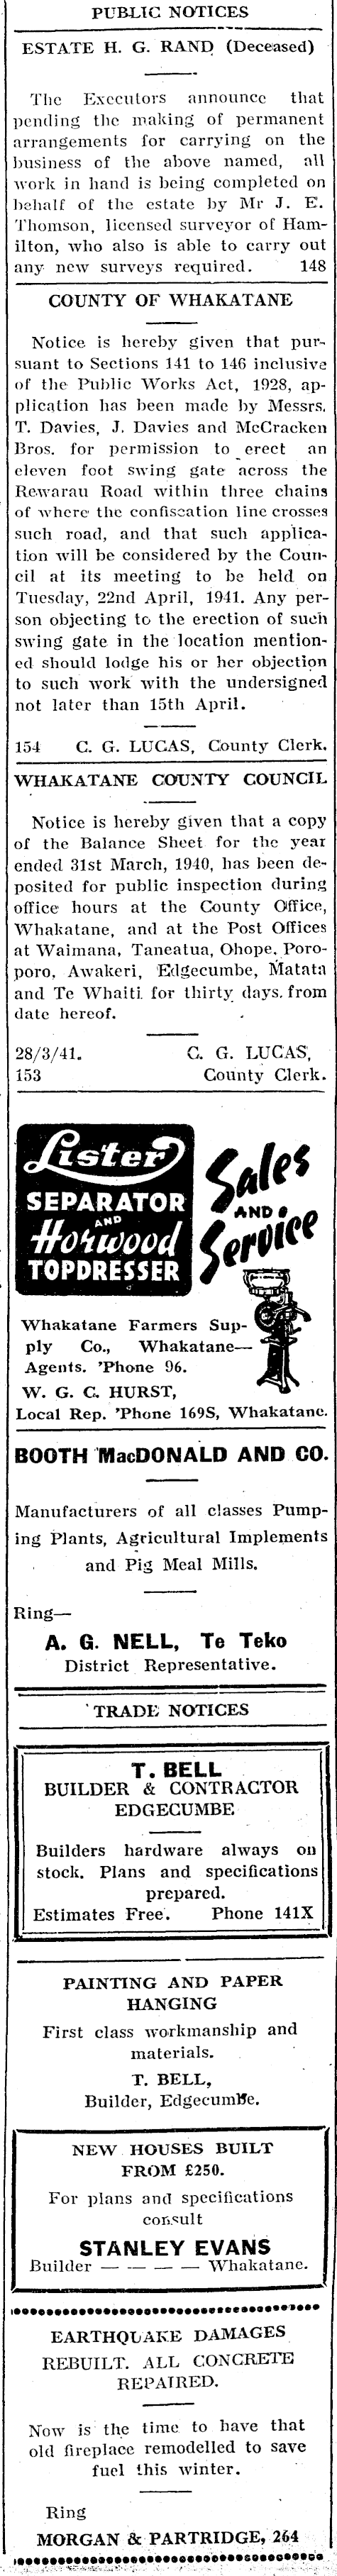 PUBLIC NOTICES
ESTATE H. G. RAND (Deceased)
The Executors announce that
pending the making of permanent
arrangements for carrying on the
business of the above named, all
work in hand is being completed on
behalf of the estate by Mr J. E.
Thomson, licensed surveyor of Ham-
ilton, who also is able to carry out
any new surveys required. 148
COUNTY OF WHAKATANE
Notice is hereby given that pur-
suant to Sections 141 to 146 inclusive
of the Public Works Act, 1928, ap-
plication has been made by Messrs.
T. Davies, J. Davies and McCracken
Bros. for permission to erect an
eleven foot swing gate across the
Rewarau Road within three chains
of where the confiscation line crosses
such road, and that such applica-
tion will be considered by the Coun-
cil at its meeting to be held on
Tuesday, 22nd April, 1941. Any per-
son objecting to the erection of such
swing gate in the location mention-
ed should lodge his or her objection
to such work with the undersigned
not later than 15th April.
154 C. G. LUCAS, County Clerk.
WHAKATANE COUNTY COUNCIL
Notice is hereby given that a copy
of the Balance Sheet for the year
ended 31st March, 1940, has been de-
posited for public inspection during
office hours at the County Office,
Whakatane, and at the Post Offices
at Waimana, Taneatua, Ohope, Poro-
poro, Awakeri, Edgecumbe, Matata
and Te Whaiti for thirty days from
date hereof.
28/3/41. C. G. LUCAS,
153 County Clerk.
Lister
SEPARATOR
AND
Horwood
TOPDRESSER
Sales
AND
Service
Whakatane Farmers Sup-
ply Co., Whakatane—
Agents. 'Phone 96.
W. G. C. HURST,
Local Rep. 'Phone 169S, Whakatane.
BOOTH MacDONALD AND CO.
Manufacturers of all classes Pump-
ing Plants, Agricultural Implements
and Pig Meal Mills.
Ring—
A. G. NELL, Te Teko
District Representative.
TRADE NOTICES
T. BELL
BUILDER & CONTRACTOR
EDGECUMBE
Builders hardware always on
stock. Plans and specifications
prepared.
Estimates Free. Phone 141X
PAINTING AND PAPER
HANGING
First class workmanship and
materials.
T. BELL,
Builder, Edgecumbe.
NEW HOUSES BUILT
FROM £250.
For plans and specifications
consult
STANLEY EVANS
Builder — — — — Whakatane.
EARTHQUAKE DAMAGES
REBUILT. ALL CONCRETE
REPAIRED.
Now is the time to have that
old fireplace remodelled to save
fuel this winter.
Ring
MORGAN & PARTRIDGE, 264